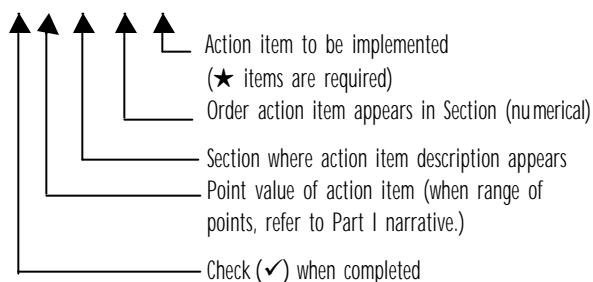 Action item to be implemented
(★ items are required)
Order action item appears in Section (numerical)
Section where action item description appears
Point value of action item (when range of
points, refer to Part I narrative.)
Check (✓) when completed